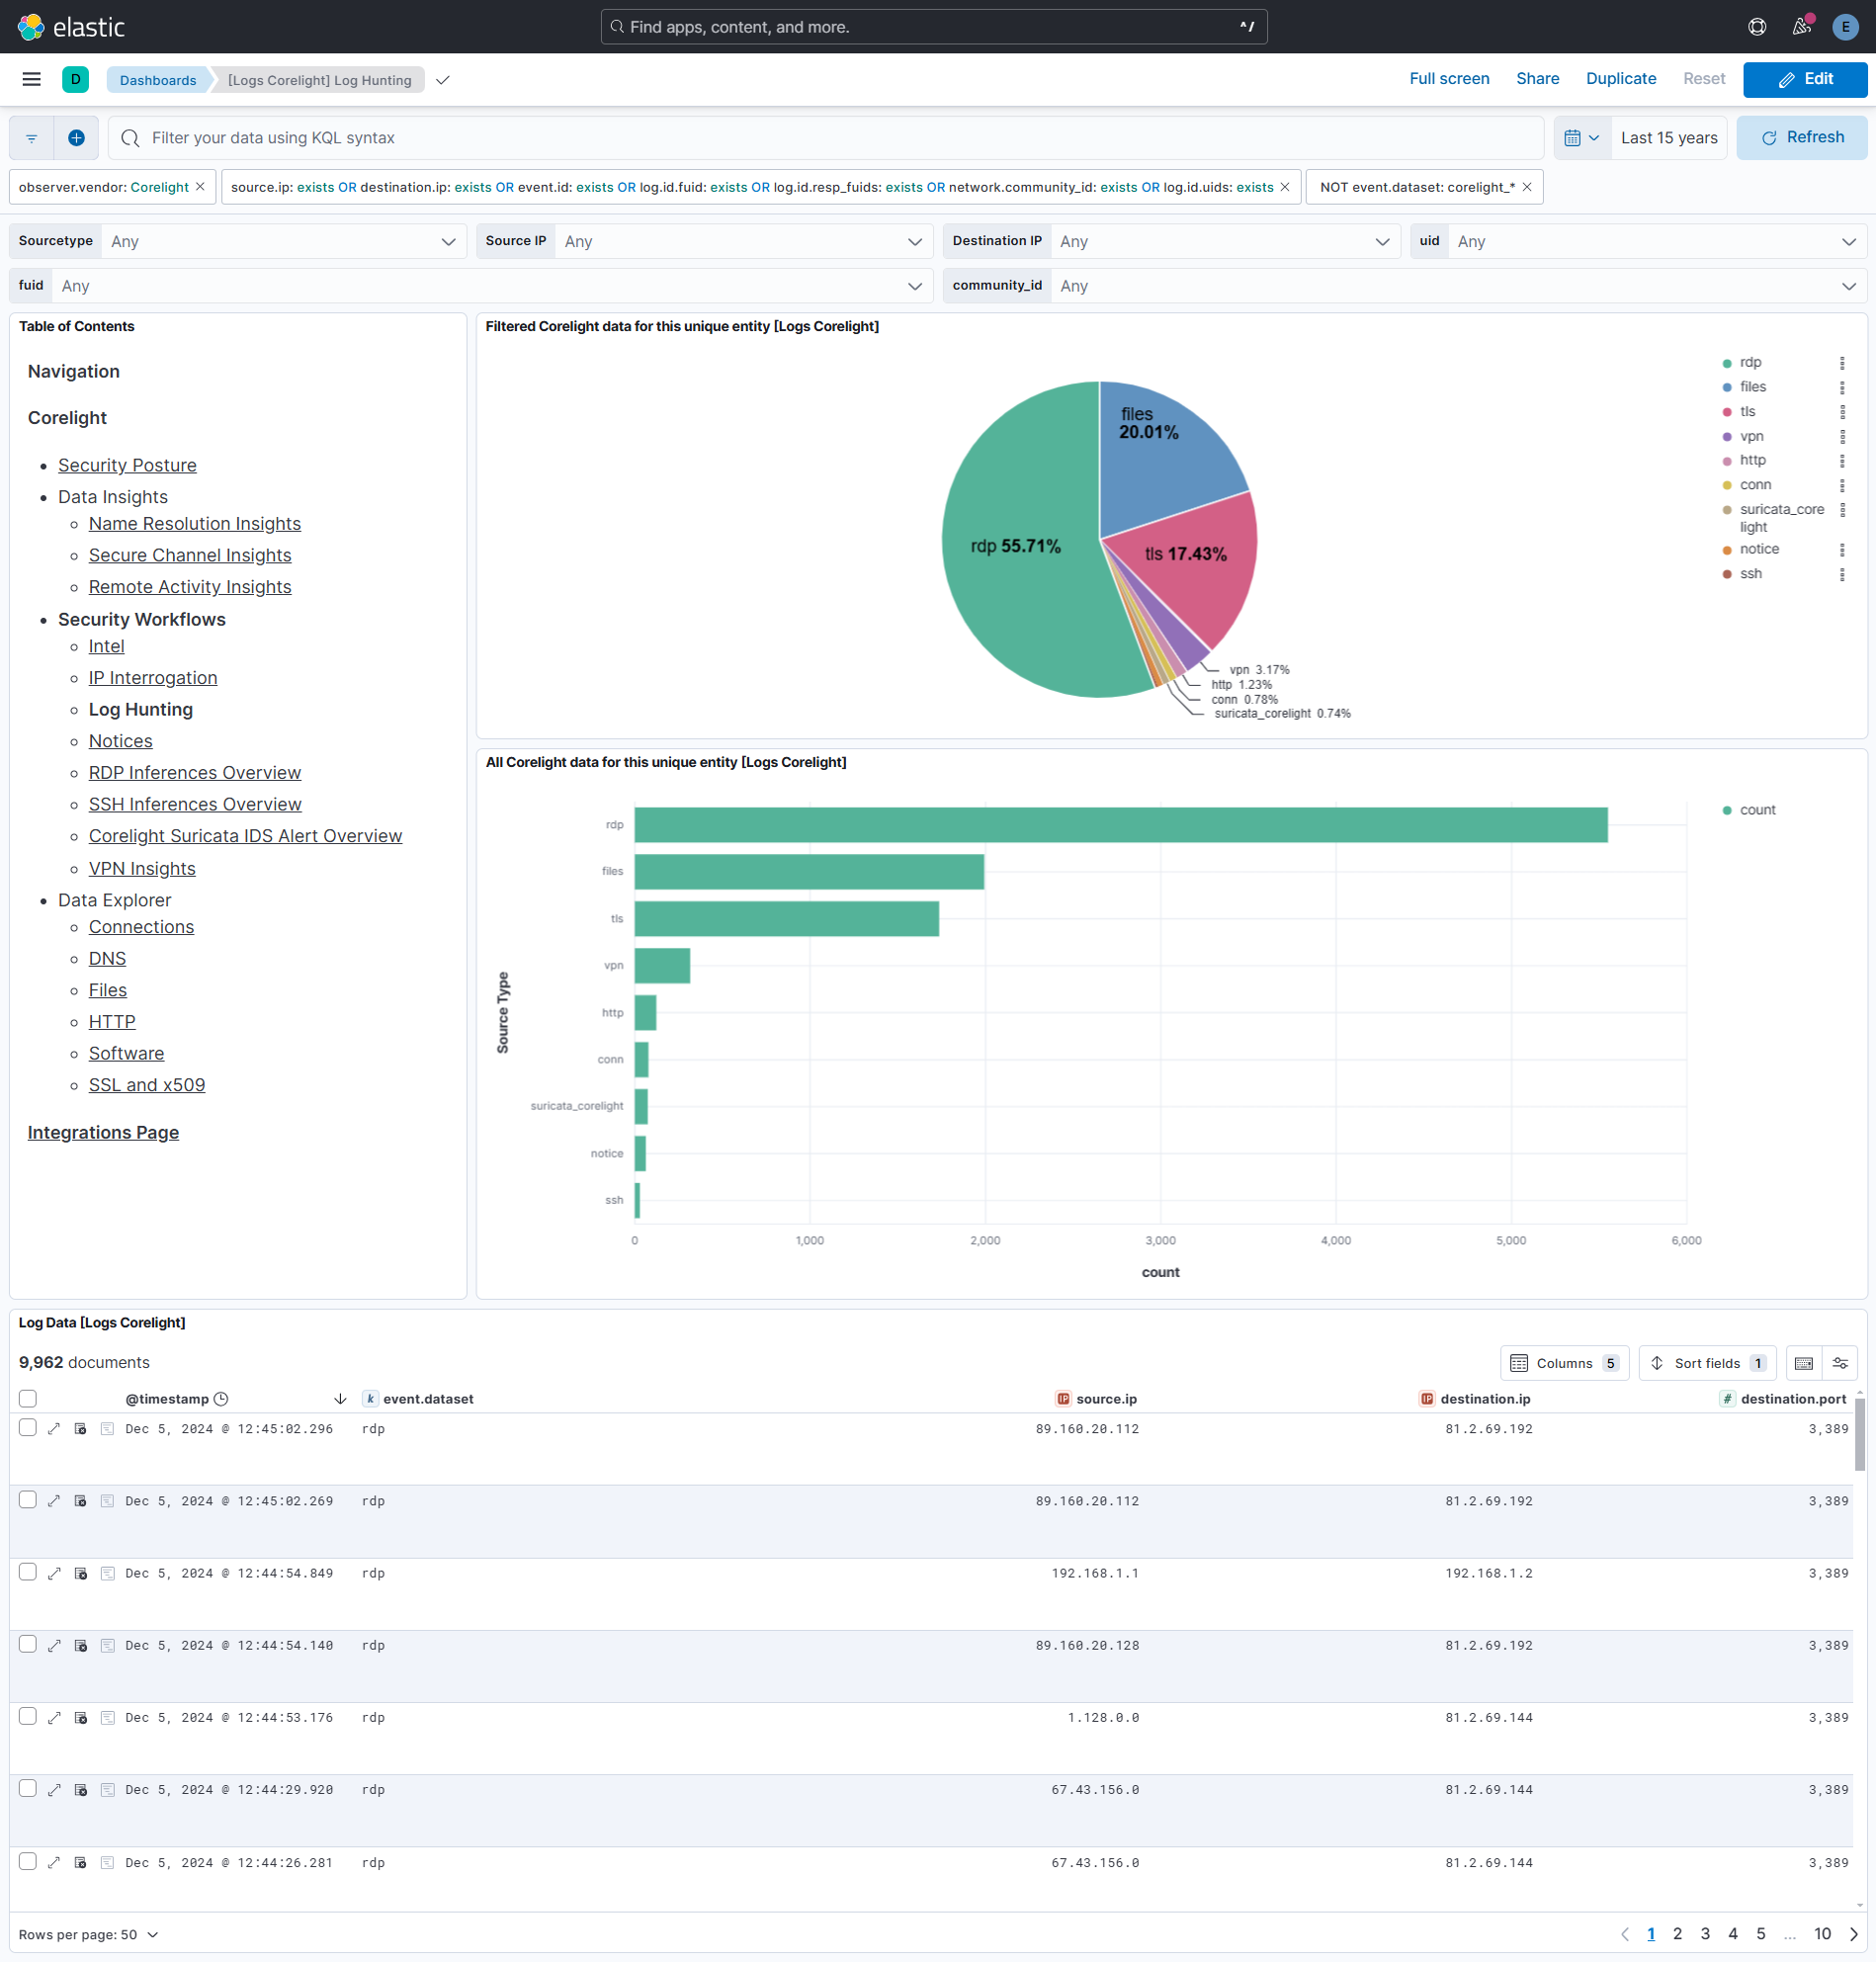 elastic
Find apps, content, and more.
^/
E
D
Dashboards
[Logs Corelight] Log Hunting
Full screen
Share
Duplicate
Reset
Edit
Filter your data using KQL syntax
Last 15 years
Refresh
observer.vendor: Corelight
source.ip: exists OR destination.ip: exists OR event.id: exists OR log.id.fuid: exists OR log.id.resp_fuids: exists OR network.community_id: exists OR log.id.uids: exists
NOT event.dataset: corelight_*
Sourcetype Any
Source IP Any
Destination IP Any
uid Any
fuid Any
community_id Any
Table of Contents
Navigation
Corelight
Security Posture
Data Insights
Name Resolution Insights
Secure Channel Insights
Remote Activity Insights
Security Workflows
Intel
IP Interrogation
Log Hunting
Notices
RDP Inferences Overview
SSH Inferences Overview
Corelight Suricata IDS Alert Overview
VPN Insights
Data Explorer
Connections
DNS
Files
HTTP
Software
SSL and x509
Integrations Page
Filtered Corelight data for this unique entity [Logs Corelight]
files
20.01%
rdp 55.71%
tls 17.43%
vpn 3.17%
http 1.23%
conn 0.78%
suricata_corelight 0.74%
rdp
files
tls
vpn
http
conn
suricata_core
light
notice
ssh
All Corelight data for this unique entity [Logs Corelight]
count
Source Type
rdp
files
tls
vpn
http
conn
suricata_corelight
notice
ssh
0 1,000 2,000 3,000 4,000 5,000 6,000
count
Log Data [Logs Corelight]
9,962 documents
Columns 5
Sort fields 1
@timestamp k event.dataset IP source.ip IP destination.ip # destination.port
Dec 5, 2024 @ 12:45:02.296 rdp 89.160.20.112 81.2.69.192 3,389
Dec 5, 2024 @ 12:45:02.269 rdp 89.160.20.112 81.2.69.192 3,389
Dec 5, 2024 @ 12:44:54.849 rdp 192.168.1.1 192.168.1.2 3,389
Dec 5, 2024 @ 12:44:54.140 rdp 89.160.20.128 81.2.69.192 3,389
Dec 5, 2024 @ 12:44:53.176 rdp 1.128.0.0 81.2.69.144 3,389
Dec 5, 2024 @ 12:44:29.920 rdp 67.43.156.0 81.2.69.144 3,389
Dec 5, 2024 @ 12:44:26.281 rdp 67.43.156.0 81.2.69.144 3,389
Rows per page: 50
1 2 3 4 5 ... 10